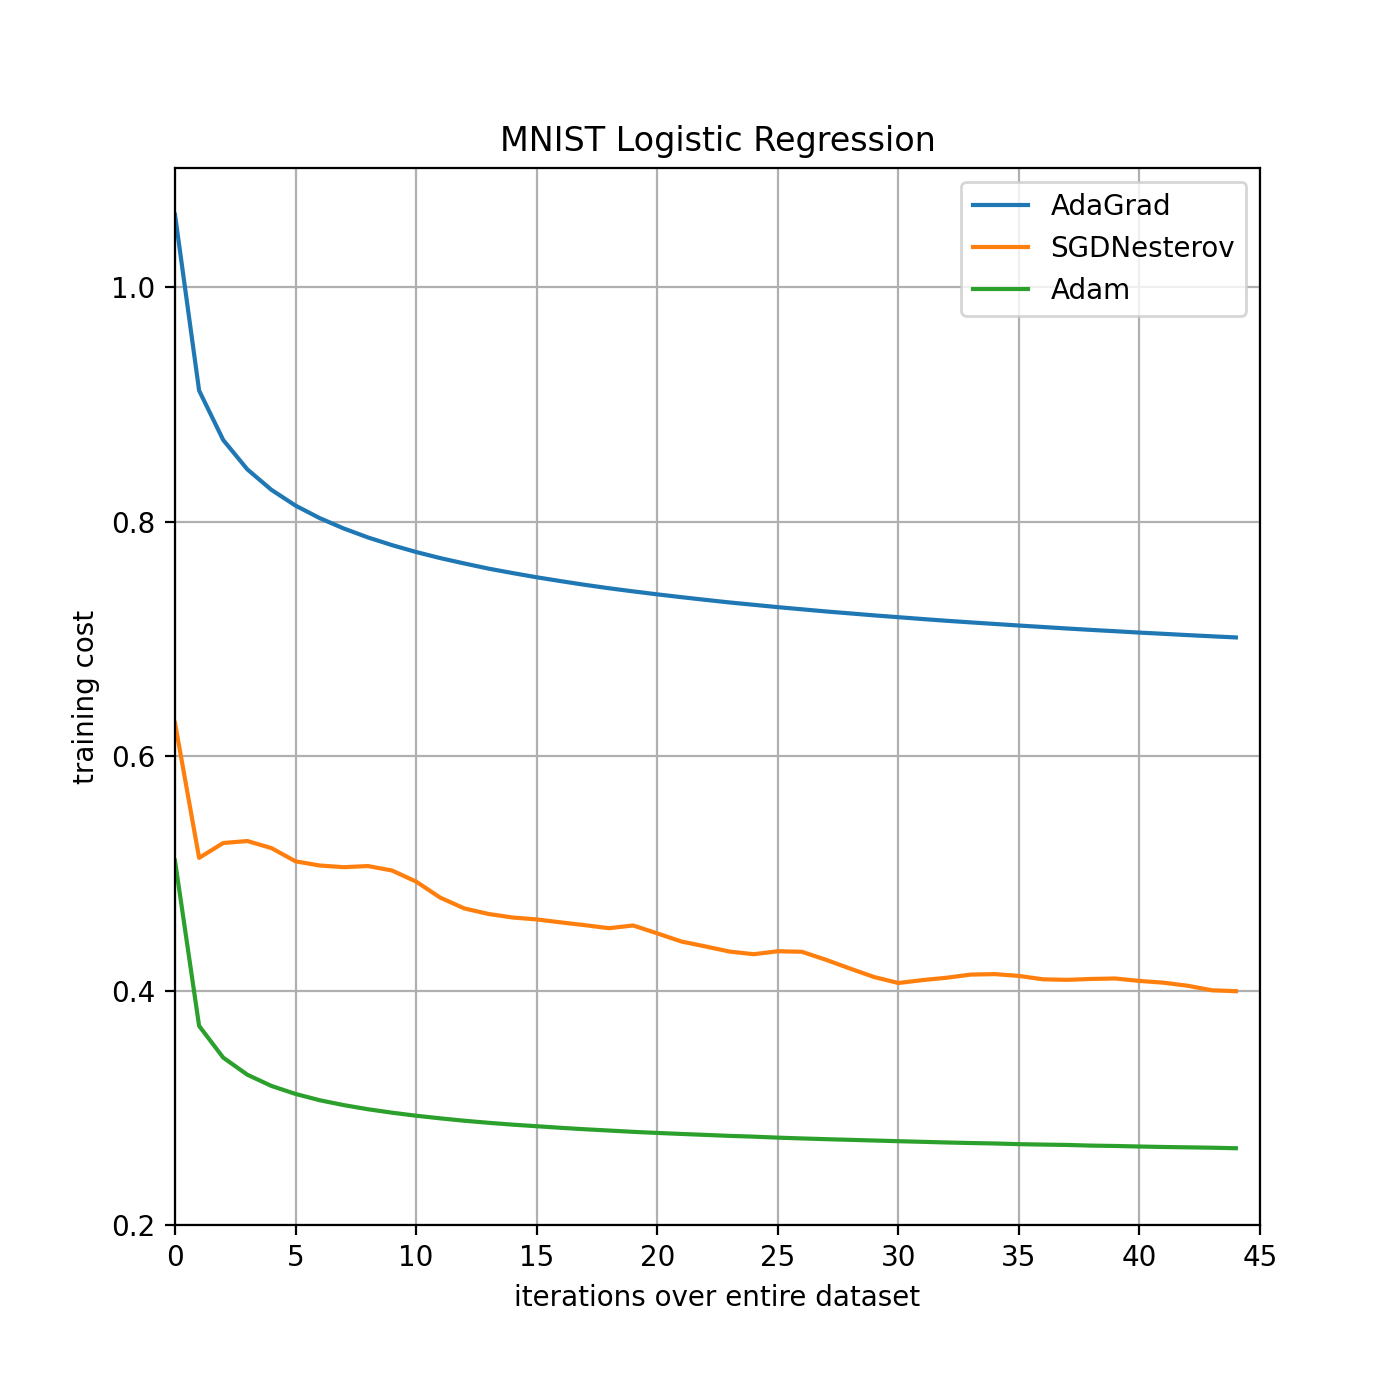 MNIST Logistic Regression
AdaGrad
SGDNesterov
Adam
1.0
0.8
0.6
0.4
0.2
training cost
0 5 10 15 20 25 30 35 40 45
iterations over entire dataset